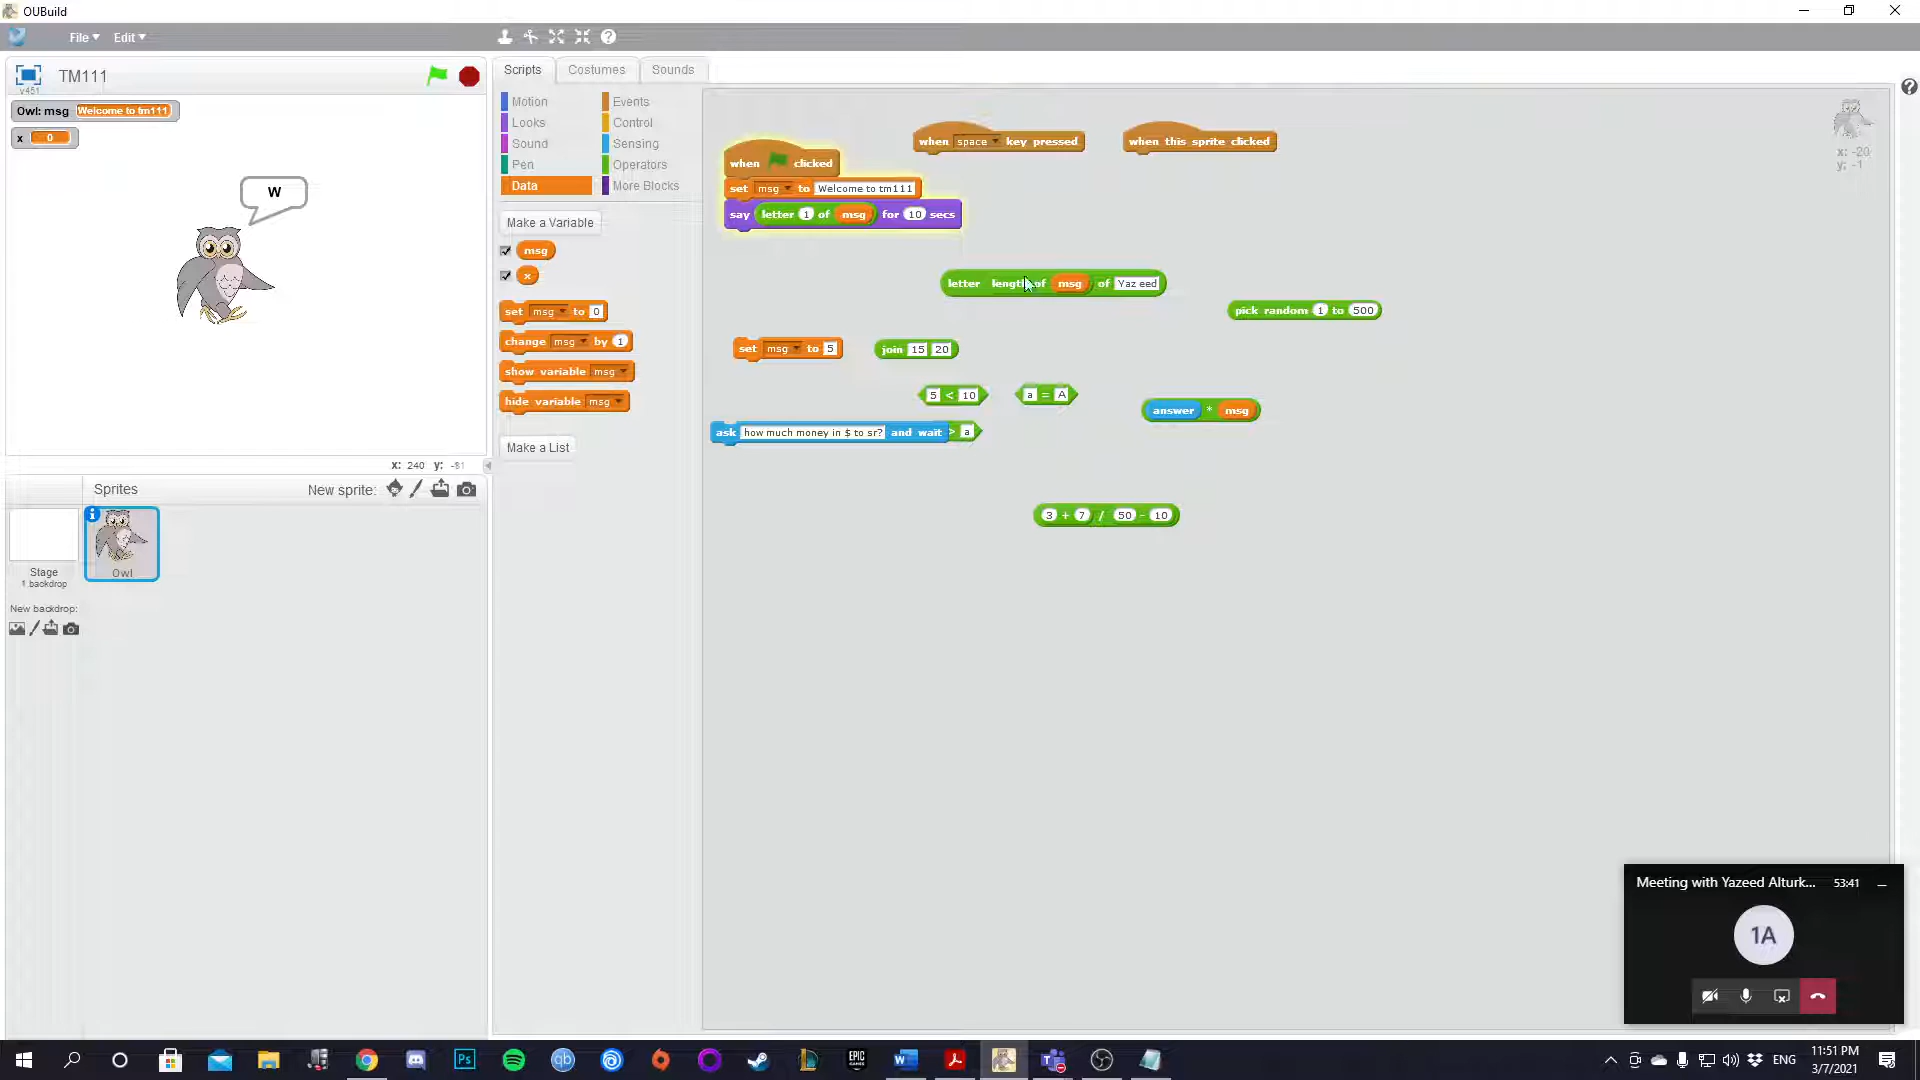 OUBuild
File Edit
v451
TM111
Owl: msg Welcome to tm111
x 0
W
x: 240 y: -81
Sprites New sprite:
Stage
1 backdrop
Owl
New backdrop:
Scripts Costumes Sounds
Motion Events
Looks Control
Sound Sensing
Pen Operators
Data More Blocks
Make a Variable
msg
x
set msg to 0
change msg by 1
show variable msg
hide variable msg
Make a List
when clicked
set msg to Welcome to tm111
say letter 1 of msg for 10 secs
when space key pressed
when this sprite clicked
x: -20
y: -1
letter length of msg of Yaz eed
pick random 1 to 500
set msg to 5
join 15 20
5 < 10
a = A
answer * msg
ask how much money in $ to sr? and wait > a
3 + 7 / 50 - 10
Meeting with Yazeed Alturk... 53:41
1A
ENG
11:51 PM
3/7/2021